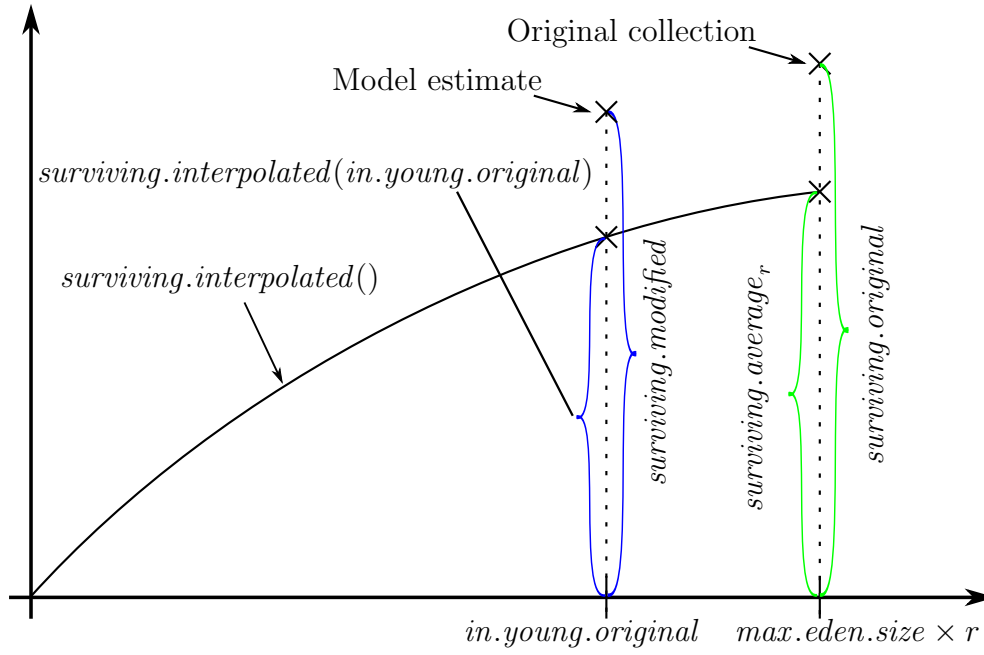 Original collection
Model estimate
surviving.interpolated(in.young.original)
surviving.interpolated()
surviving.modified
surviving.average_r
surviving.original
in.young.original
max.eden.size × r